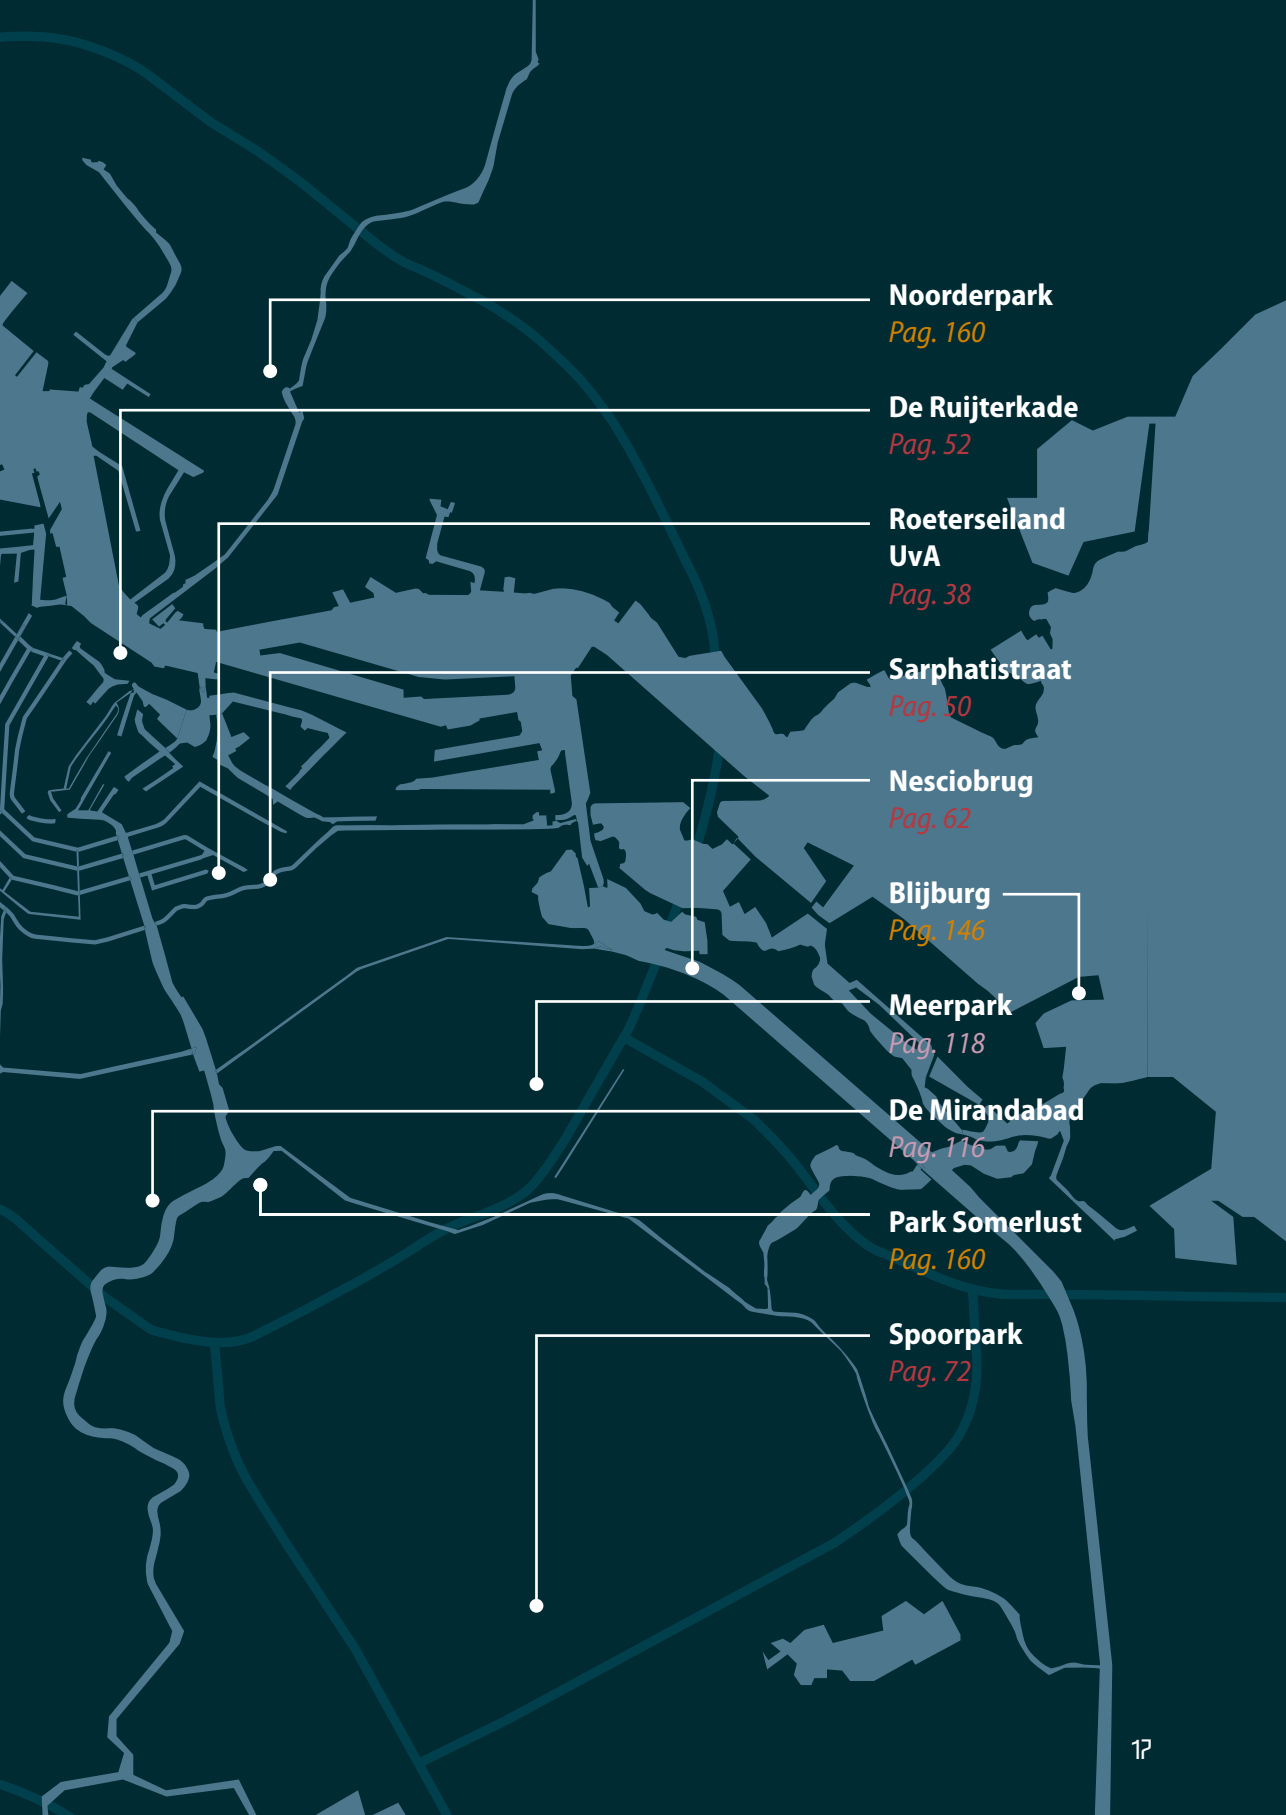 Noorderpark
Pag. 160
De Ruijterkade
Pag. 52
Roeterseiland
UvA
Pag. 38
Sarphatistraat
Pag. 50
Nesciobrug
Pag. 62
Blijburg
Pag. 146
Meerpark
Pag. 118
De Mirandabad
Pag. 116
Park Somerlust
Pag. 160
Spoorpark
Pag. 72
17